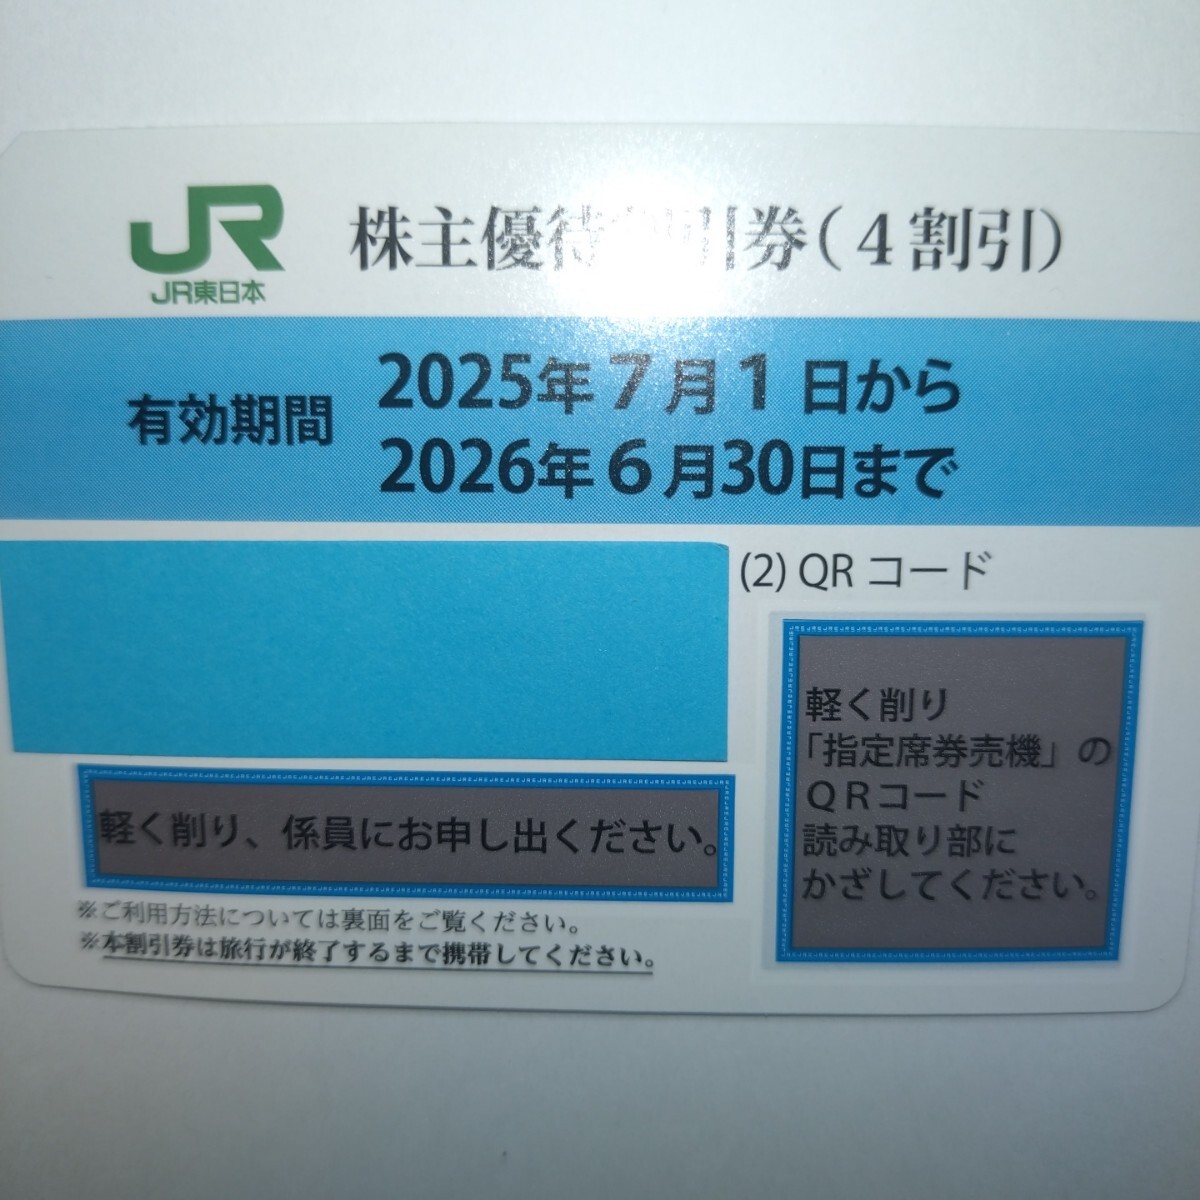 JR
JR東日本
株主優待 引券(4割引)
有効期間
2025年7月1日から
2026年6月30日まで
(2) QR コード
軽く削り
「指定席券売機」の
QRコード
読み取り部に
かざしてください。
軽く削り、係員にお申し出ください。
※ご利用方法については裏面をご覧ください。
※本割引券は旅行が終了するまで携帯してください。